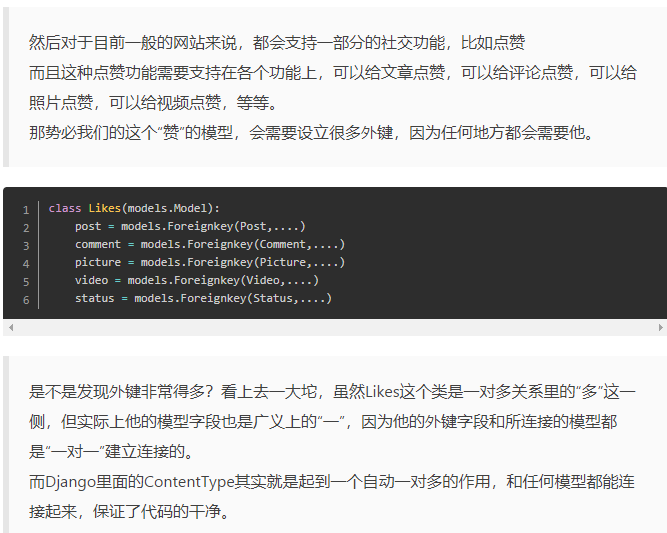 然后对于目前一般的网站来说，都会支持一部分的社交功能，比如点赞
而且这种点赞功能需要支持在各个功能上，可以给文章点赞，可以给评论点赞，可以给
照片点赞，可以给视频点赞，等等。
那势必我们的这个“赞”的模型，会需要设立很多外键，因为任何地方都会需要他。
1 class Likes(models.Model):
2 post = models.Foreignkey(Post,....)
3 comment = models.Foreignkey(Comment,....)
4 picture = models.Foreignkey(Picture,....)
5 video = models.Foreignkey(Video,....)
6 status = models.Foreignkey(Status,....)
是不是发现外键非常得多？看上去一大坨，虽然Likes这个类是一对多关系里的“多”这一
侧，但实际上他的模型字段也是广义上的“一”，因为他的外键字段和所连接的模型都
是“一对一”建立连接的。
而Django里面的ContentType其实就是起到一个自动一对多的作用，和任何模型都能连
接起来，保证了代码的干净。